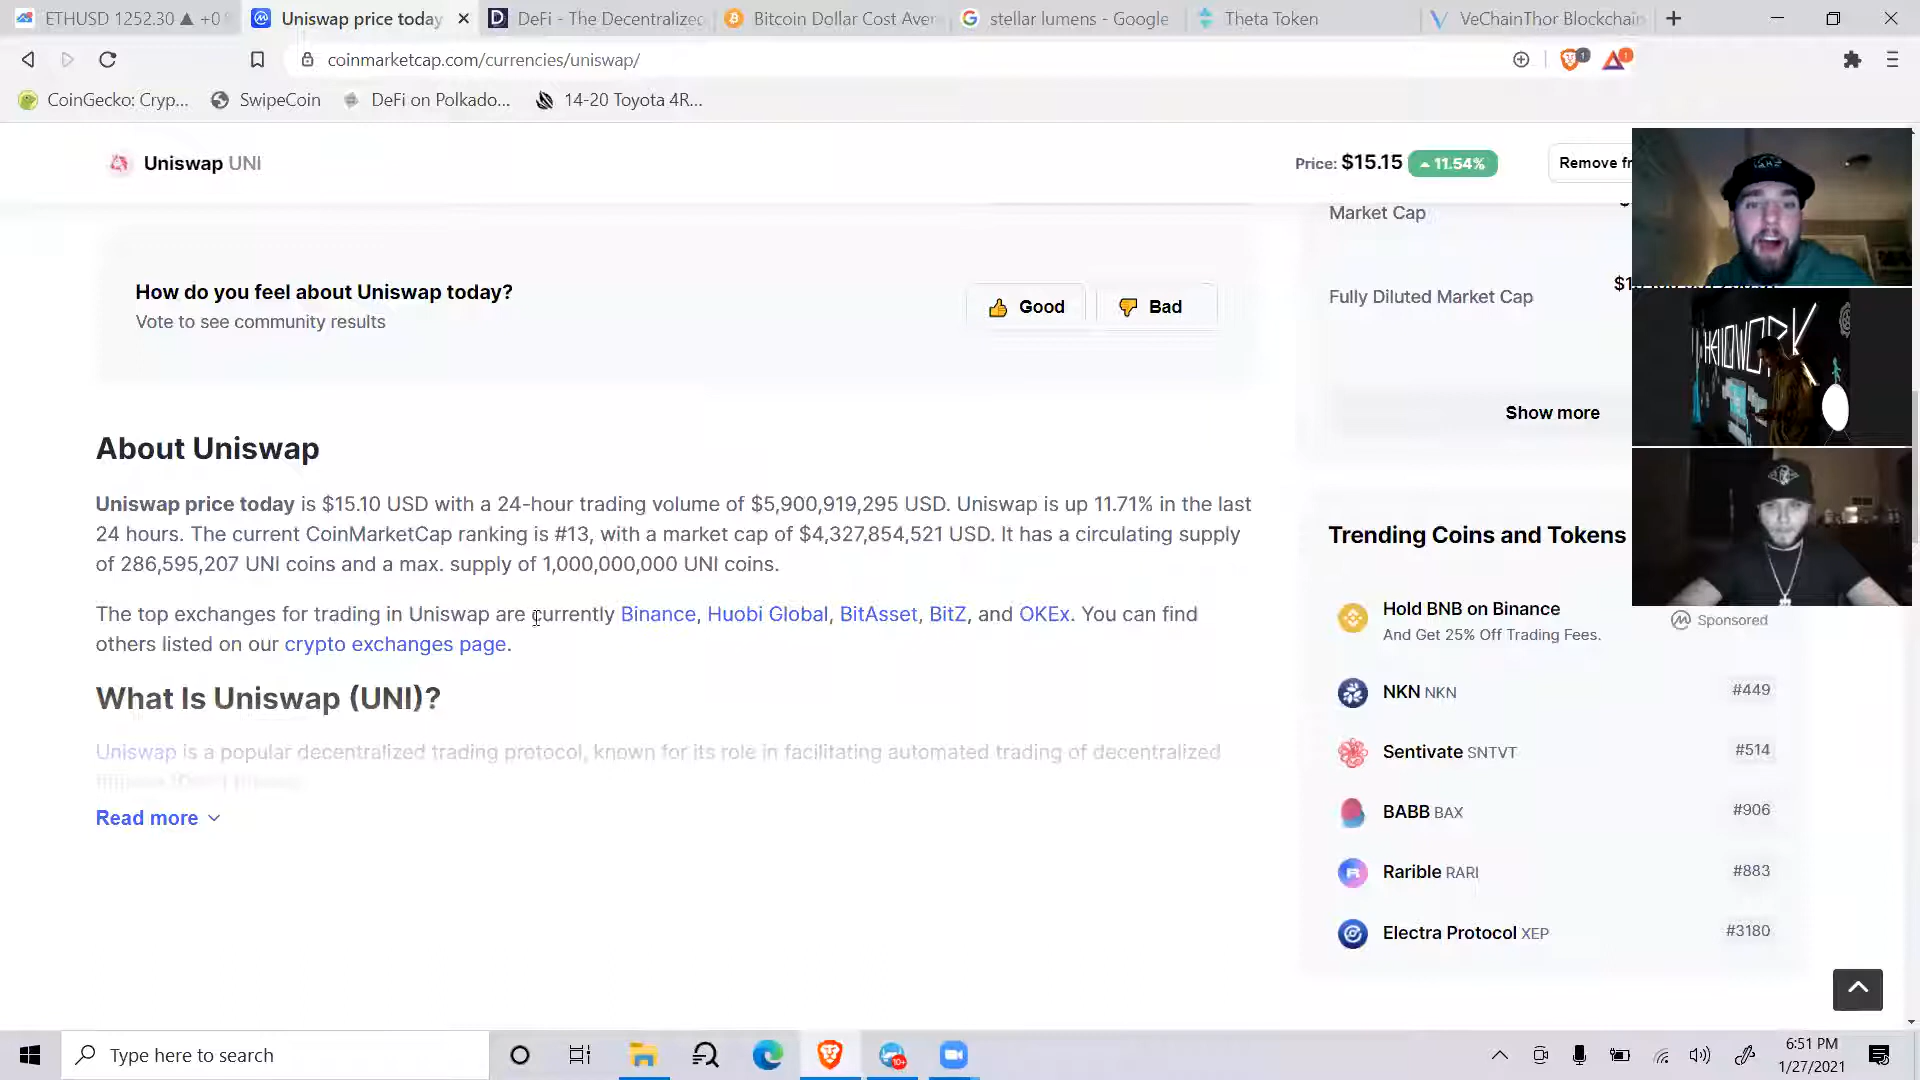 ETHUSD 1252.30 ▲ +0
Uniswap price today
DeFi - The Decentralized
Bitcoin Dollar Cost Aver
stellar lumens - Google
Theta Token
VeChainThor Blockchain
coinmarketcap.com/currencies/uniswap/
1
1
CoinGecko: Cryp...
SwipeCoin
DeFi on Polkado...
14-20 Toyota 4R...
Uniswap UNI
Price: $15.15
11.54%
Remove fr
Market Cap
How do you feel about Uniswap today?
Vote to see community results
Good
Bad
Fully Diluted Market Cap
Show more
HELLOWORK
About Uniswap
Uniswap price today is $15.10 USD with a 24-hour trading volume of $5,900,919,295 USD. Uniswap is up 11.71% in the last
24 hours. The current CoinMarketCap ranking is #13, with a market cap of $4,327,854,521 USD. It has a circulating supply
of 286,595,207 UNI coins and a max. supply of 1,000,000,000 UNI coins.
The top exchanges for trading in Uniswap are currently Binance, Huobi Global, BitAsset, BitZ, and OKEx. You can find
others listed on our crypto exchanges page.
What Is Uniswap (UNI)?
Uniswap is a popular decentralized trading protocol, known for its role in facilitating automated trading of decentralized
Read more
Trending Coins and Tokens
Hold BNB on Binance
And Get 25% Off Trading Fees.
Sponsored
NKN NKN
#449
Sentivate SNTVT
#514
BABB BAX
#906
Rarible RARI
#883
Electra Protocol XEP
#3180
Type here to search
10+
6:51 PM
1/27/2021